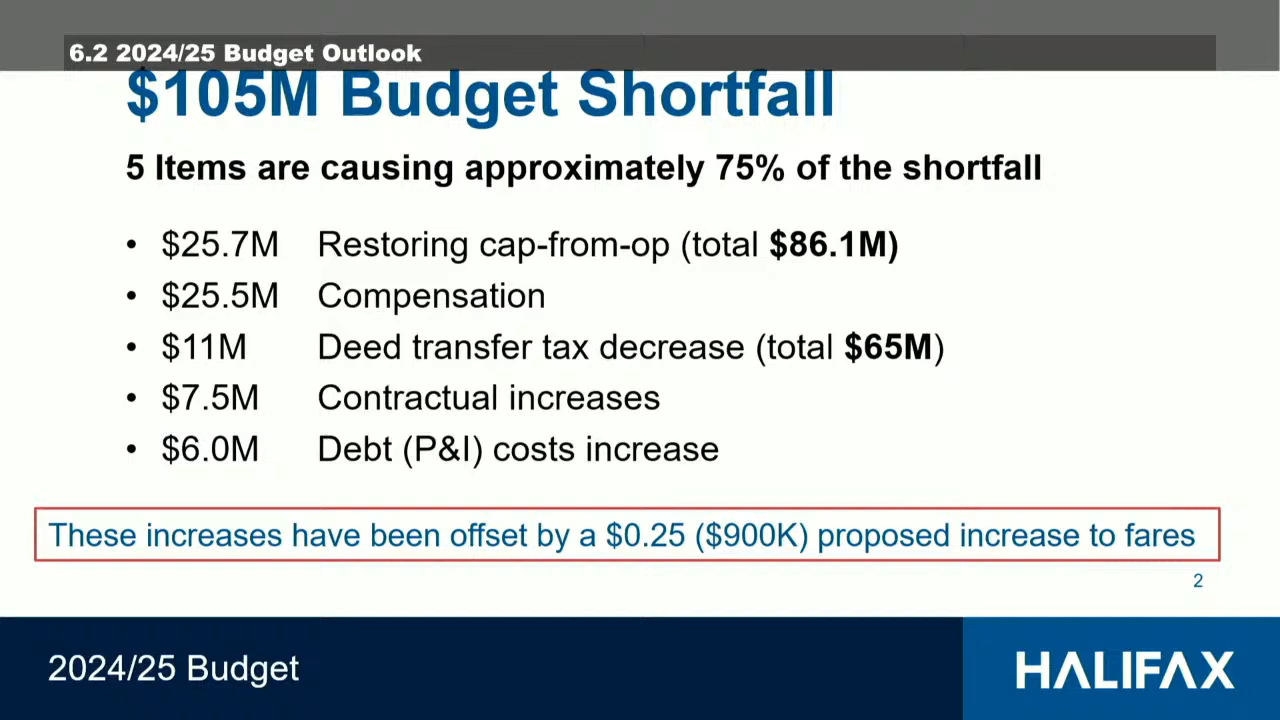 6.2 2024/25 Budget Outlook
$105M Budget Shortfall
5 Items are causing approximately 75% of the shortfall
• $25.7M Restoring cap-from-op (total $86.1M)
• $25.5M Compensation
• $11M Deed transfer tax decrease (total $65M)
• $7.5M Contractual increases
• $6.0M Debt (P&I) costs increase
These increases have been offset by a $0.25 ($900K) proposed increase to fares
2
2024/25 Budget
HALIFAX